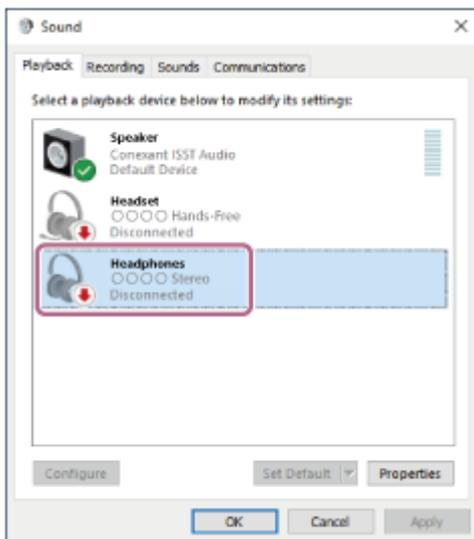 Sound
Playback Recording Sounds Communications
Select a playback device below to modify its settings:
Speaker
Conexant ISST Audio
Default Device
Headset
○○○○ Hands-Free
Disconnected
Headphones
○○○○ Stereo
Disconnected
Configure Set Default Properties
OK Cancel Apply